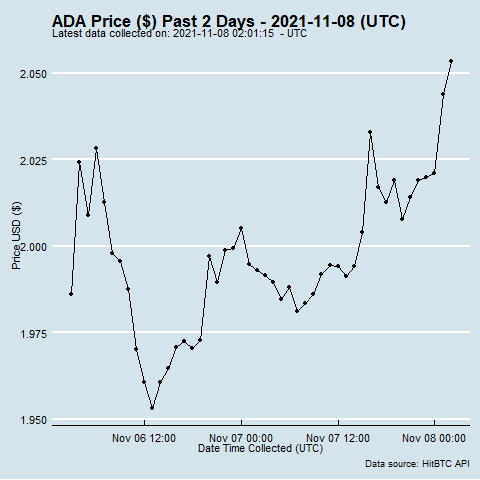 ADA Price ($) Past 2 Days - 2021-11-08 (UTC)
Latest data collected on: 2021-11-08 02:01:15 - UTC
2.050
2.025
2.000
1.975
1.950
Price USD ($)
Nov 06 12:00 Nov 07 00:00 Nov 07 12:00 Nov 08 00:00
Date Time Collected (UTC)
Data source: HitBTC API